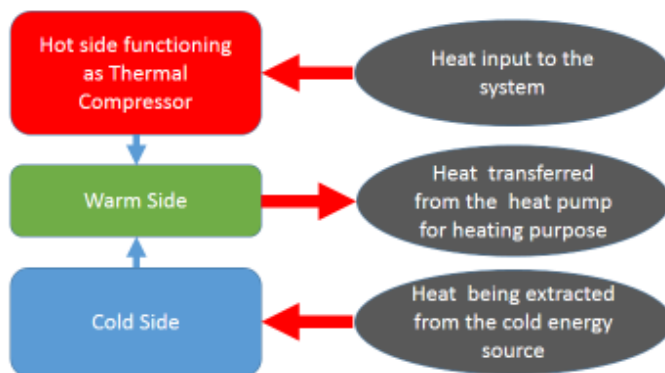 Hot side functioning
as Thermal
Compressor
Heat input to the
system
Warm Side
Heat transferred
from the heat pump
for heating purpose
Cold Side
Heat being extracted
from the cold energy
source